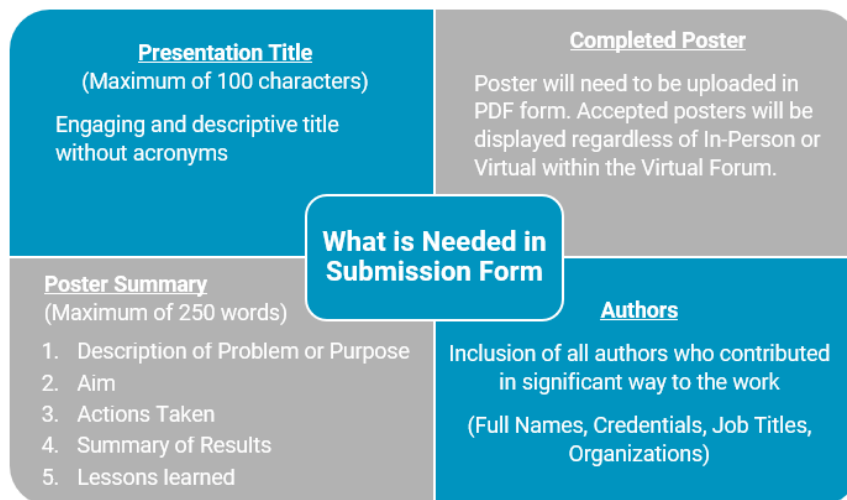 Presentation Title
(Maximum of 100 characters)
Engaging and descriptive title
without acronyms
Completed Poster
Poster will need to be uploaded in
PDF form. Accepted posters will be
displayed regardless of In-Person or
Virtual within the Virtual Forum.
What is Needed in
Submission Form
Poster Summary
(Maximum of 250 words)
1. Description of Problem or Purpose
2. Aim
3. Actions Taken
4. Summary of Results
5. Lessons learned
Authors
Inclusion of all authors who contributed
in significant way to the work
(Full Names, Credentials, Job Titles,
Organizations)